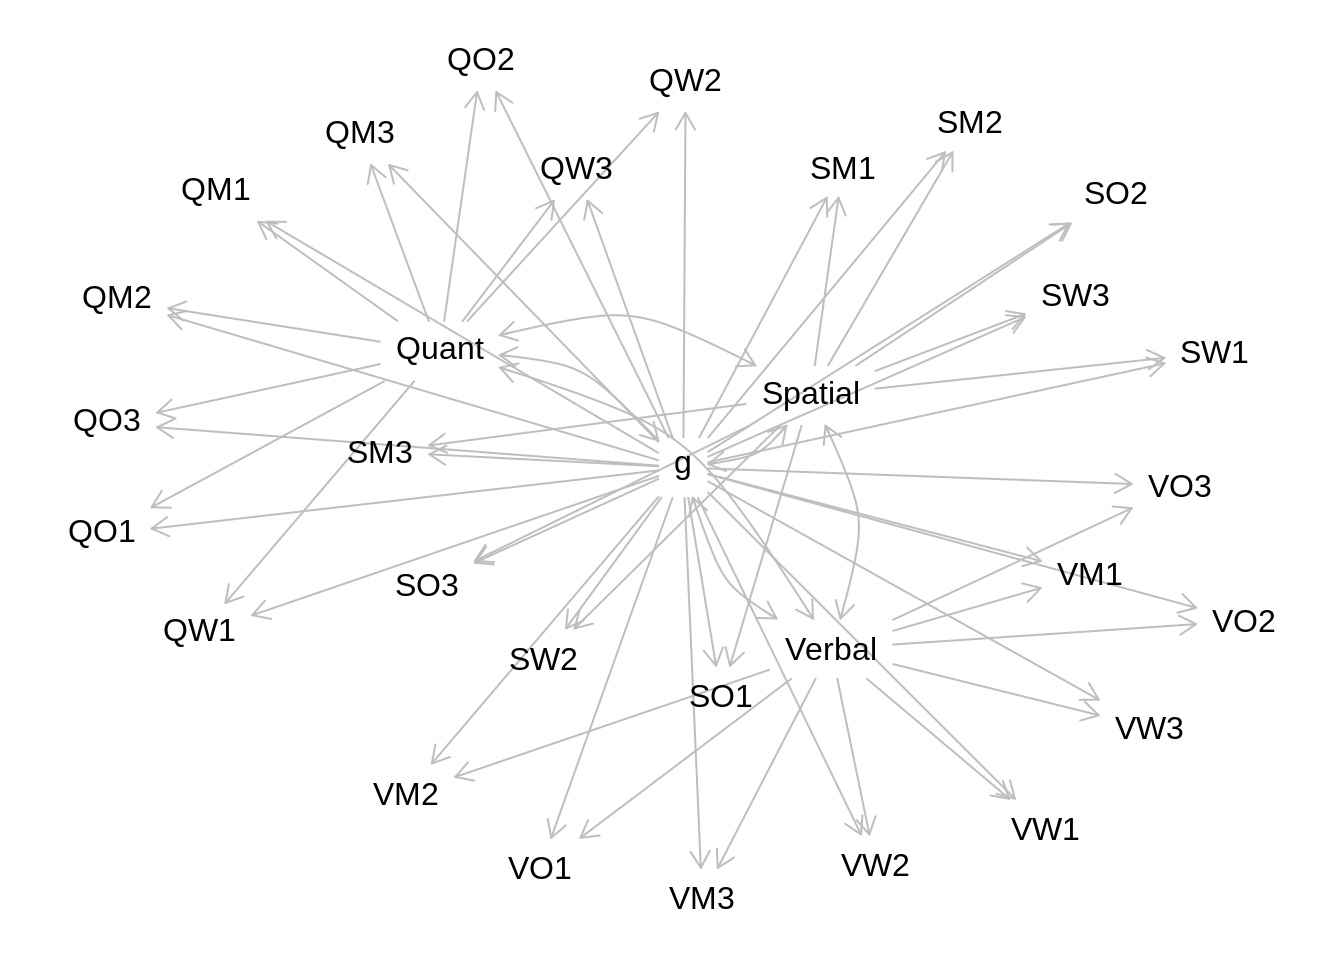 QO2
QW2
SM2
QM3
QW3
SM1
QM1
SO2
QM2
SW3
Quant
SW1
Spatial
QO3
SM3
g
VO3
QO1
SO3
VM1
QW1
VO2
SW2
Verbal
SO1
VW3
VM2
VW1
VO1
VW2
VM3